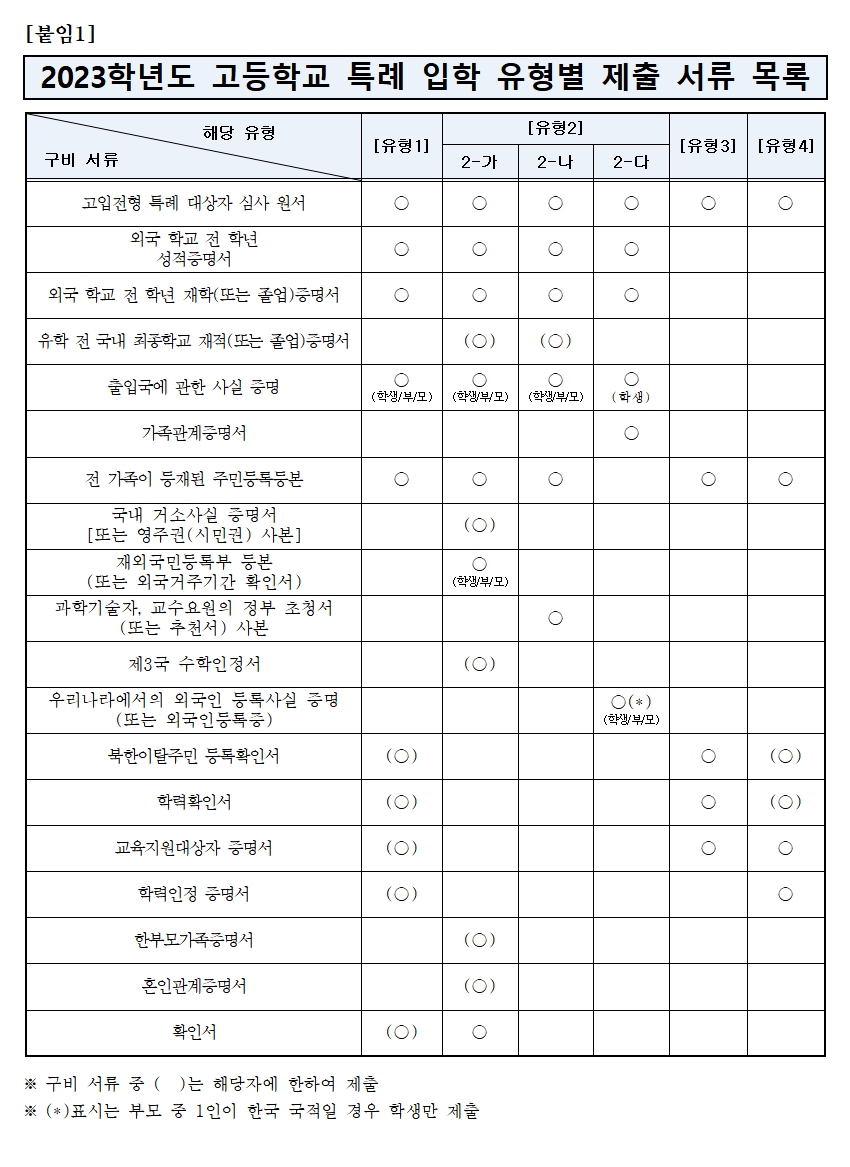 [붙임1]
2023학년도 고등학교 특례 입학 유형별 제출 서류 목록
해당 유형
구비 서류
[유형1]
[유형2]
[유형3]
[유형4]
2-가
2-나
2-다
고입전형 특례 대상자 심사 원서 ○ ○ ○ ○ ○ ○
외국 학교 전 학년
성적증명서 ○ ○ ○ ○
외국 학교 전 학년 재학(또는 졸업)증명서 ○ ○ ○ ○
유학 전 국내 최종학교 재적(또는 졸업)증명서 (○) (○)
출입국에 관한 사실 증명 ○ ○ ○ ○
(학생/부/모) (학생/부/모) (학생/부/모) (학생)
가족관계증명서 ○
전 가족이 등재된 주민등록등본 ○ ○ ○ ○ ○
국내 거소사실 증명서
[또는 영주권(시민권) 사본] (○)
재외국민등록부 등본
(또는 외국거주기간 확인서) ○
(학생/부/모)
과학기술자, 교수요원의 정부 초청서
(또는 추천서) 사본 ○
제3국 수학인정서 (○)
우리나라에서의 외국인 등록사실 증명
(또는 외국인등록증) ○(*)
(학생/부/모)
북한이탈주민 등록확인서 (○) ○ (○)
학력확인서 (○) ○ (○)
교육지원대상자 증명서 (○) ○ ○
학력인정 증명서 (○) ○
한부모가족증명서 (○)
혼인관계증명서 (○)
확인서 (○) ○
※ 구비 서류 중 ( )는 해당자에 한하여 제출
※ (*)표시는 부모 중 1인이 한국 국적일 경우 학생만 제출